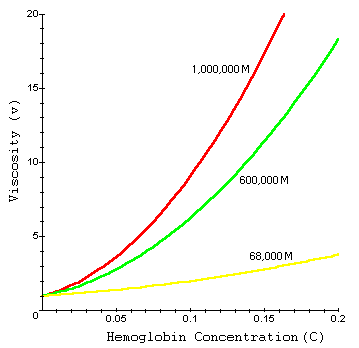 20
1,000,000 M
15
Viscosity (v)
10
600,000 M
5
68,000 M
0
0.05
0.1
0.15
0.2
Hemoglobin Concentration (C)